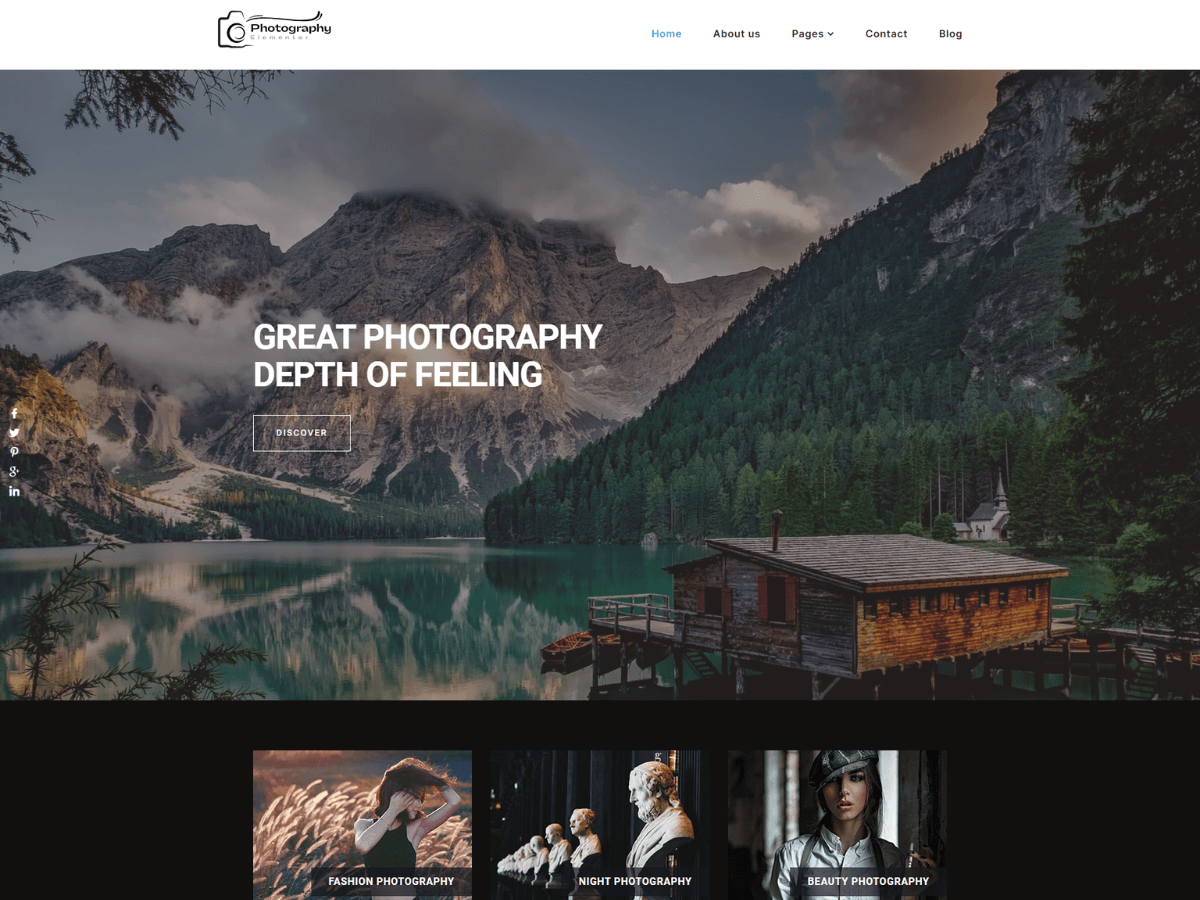 Photography
Elementor
Home
About us
Pages
Contact
Blog
GREAT PHOTOGRAPHY
DEPTH OF FEELING
DISCOVER
FASHION PHOTOGRAPHY
NIGHT PHOTOGRAPHY
BEAUTY PHOTOGRAPHY